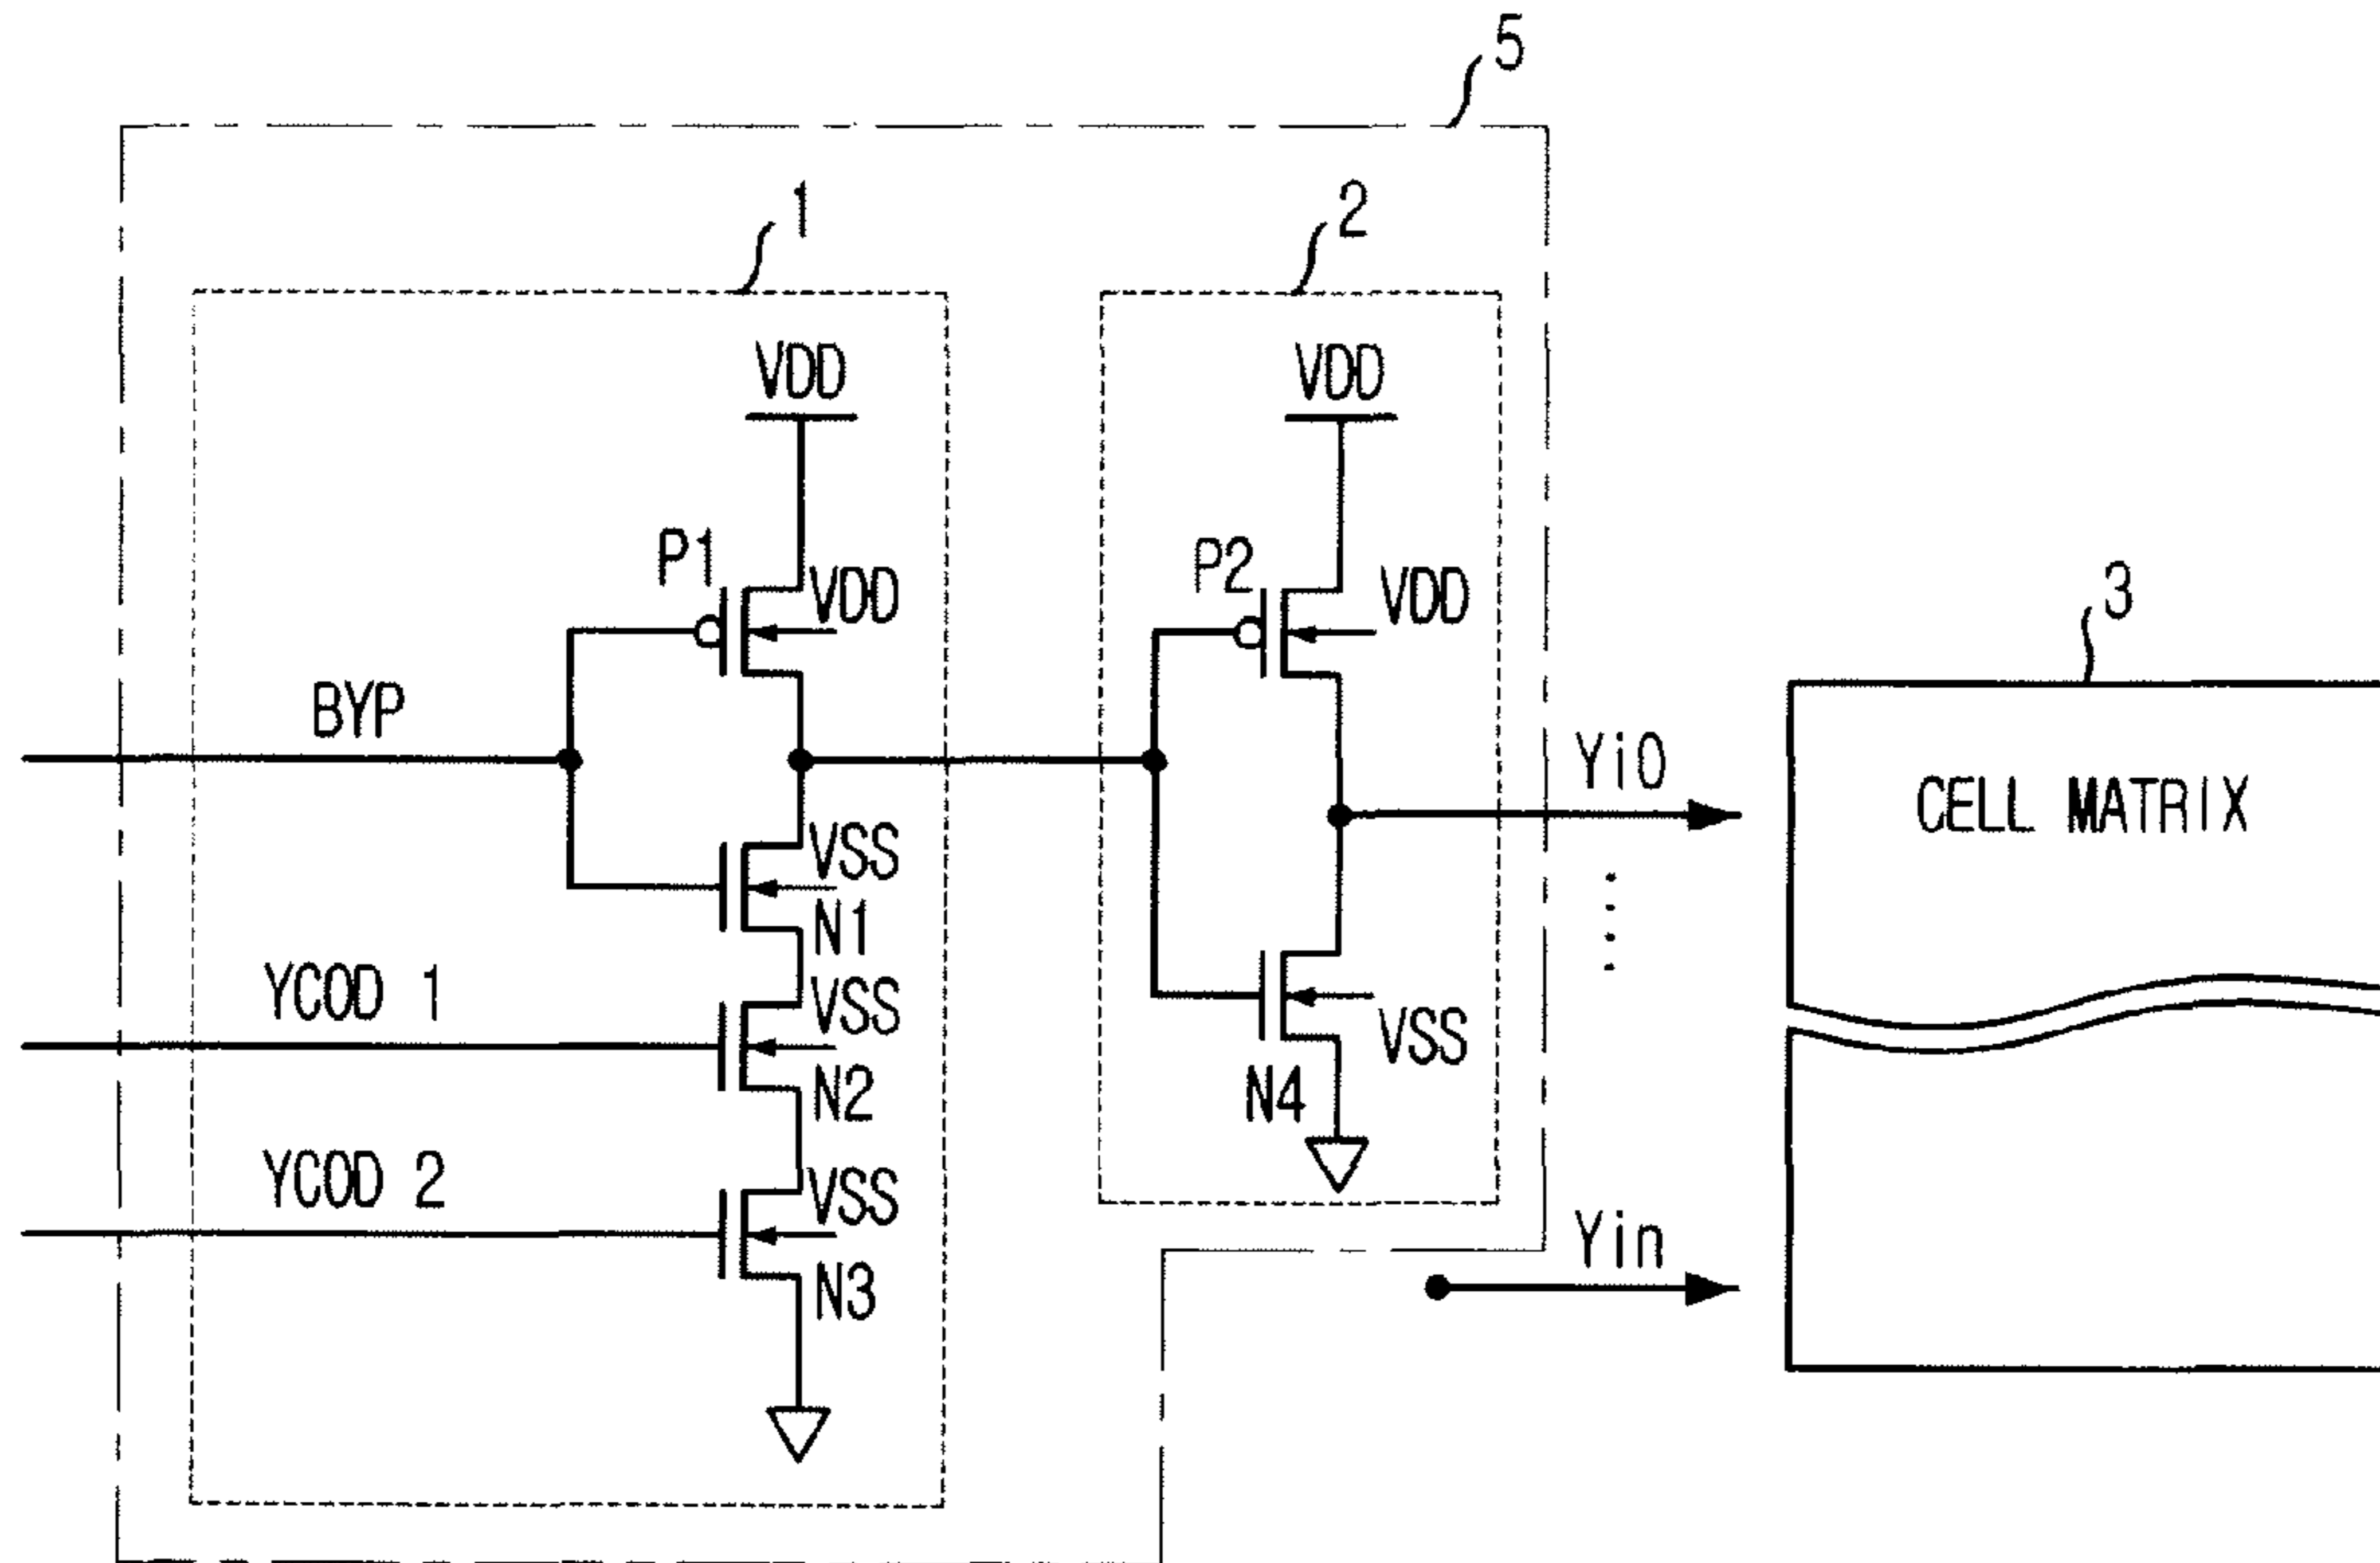 5
1
2
VDD
VDD
P1
VDD
P2
VDD
3
BYP
Yi0
CELL MATRIX
VSS
N1
YCOD 1
VSS
VSS
N2
N4
YCOD 2
VSS
Yin
N3